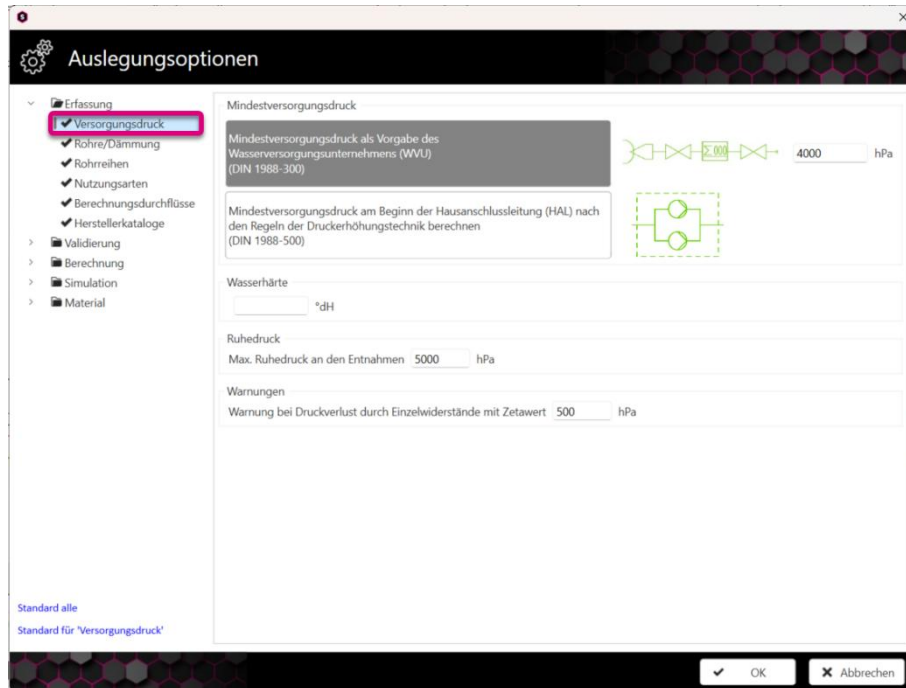 Auslegungsoptionen
Erfassung
Versorgungsdruck
Rohre/Dämmung
Rohrreihen
Nutzungsarten
Berechnungsdurchflüsse
Herstellerkataloge
Validierung
Berechnung
Simulation
Material
Standard alle
Standard für 'Versorgungsdruck'
Mindestversorgungsdruck
Mindestversorgungsdruck als Vorgabe des
Wasserversorgungsunternehmens (WVU)
(DIN 1988-300)
Σ 000
4000 hPa
Mindestversorgungsdruck am Beginn der Hausanschlussleitung (HAL) nach
den Regeln der Druckerhöhungstechnik berechnen
(DIN 1988-500)
Wasserhärte
°dH
Ruhedruck
Max. Ruhedruck an den Entnahmen 5000 hPa
Warnungen
Warnung bei Druckverlust durch Einzelwiderstände mit Zetawert 500 hPa
OK
Abbrechen